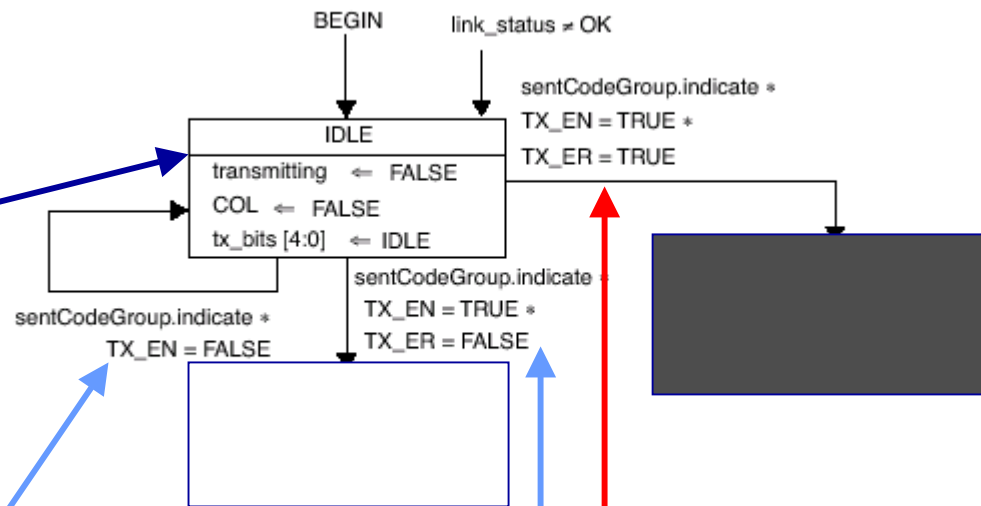 BEGIN
link_status ≠ OK
sentCodeGroup.indicate *
TX_EN = TRUE *
TX_ER = TRUE
IDLE
transmitting ⇐ FALSE
COL ⇐ FALSE
tx_bits [4:0] ⇐ IDLE
sentCodeGroup.indicate *
TX_EN = TRUE *
TX_ER = FALSE
sentCodeGroup.indicate *
TX_EN = FALSE